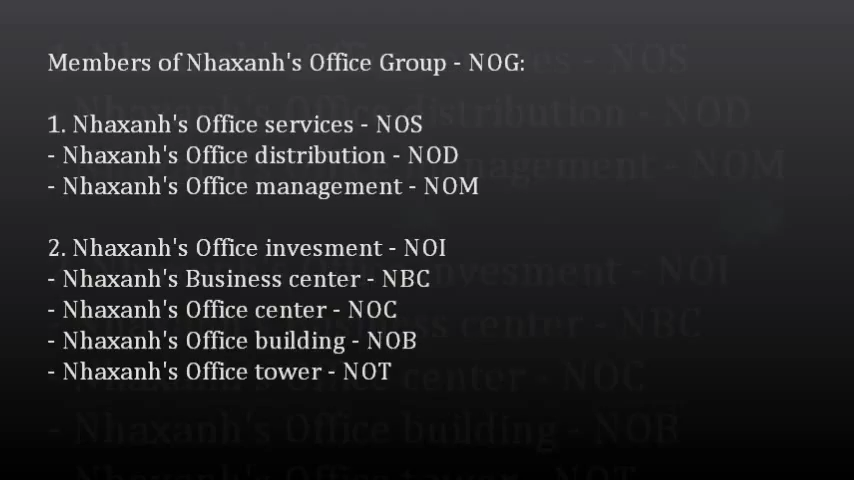 Members of Nhaxanh's Office Group - NOG:
1. Nhaxanh's Office services - NOS
- Nhaxanh's Office distribution - NOD
- Nhaxanh's Office management - NOM
2. Nhaxanh's Office invesment - NOI
- Nhaxanh's Business center - NBC
- Nhaxanh's Office center - NOC
- Nhaxanh's Office building - NOB
- Nhaxanh's Office tower - NOT